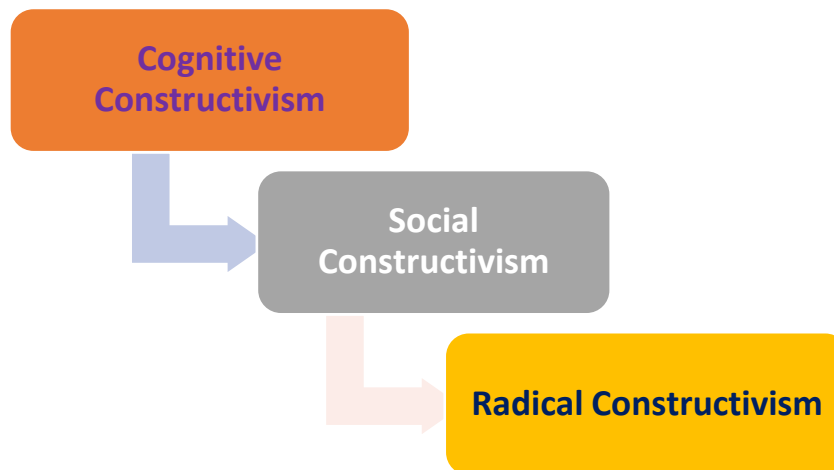 Cognitive
Constructivism
Social
Constructivism
Radical Constructivism